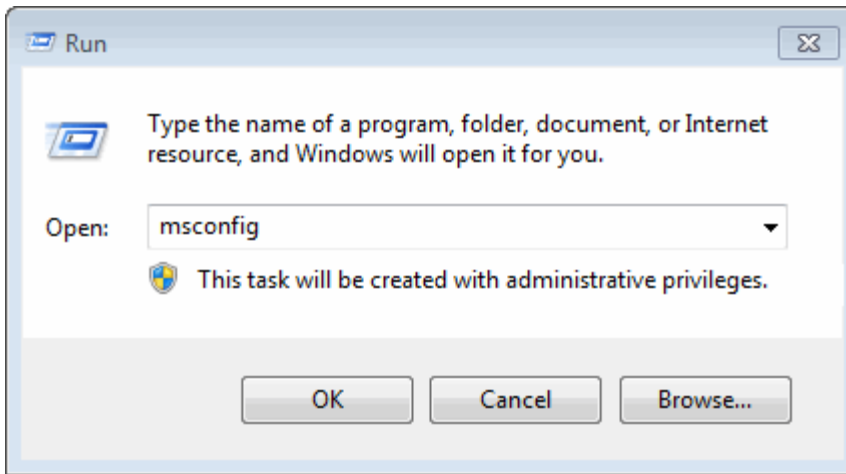 Run
Type the name of a program, folder, document, or Internet
resource, and Windows will open it for you.
Open: msconfig
This task will be created with administrative privileges.
OK Cancel Browse...